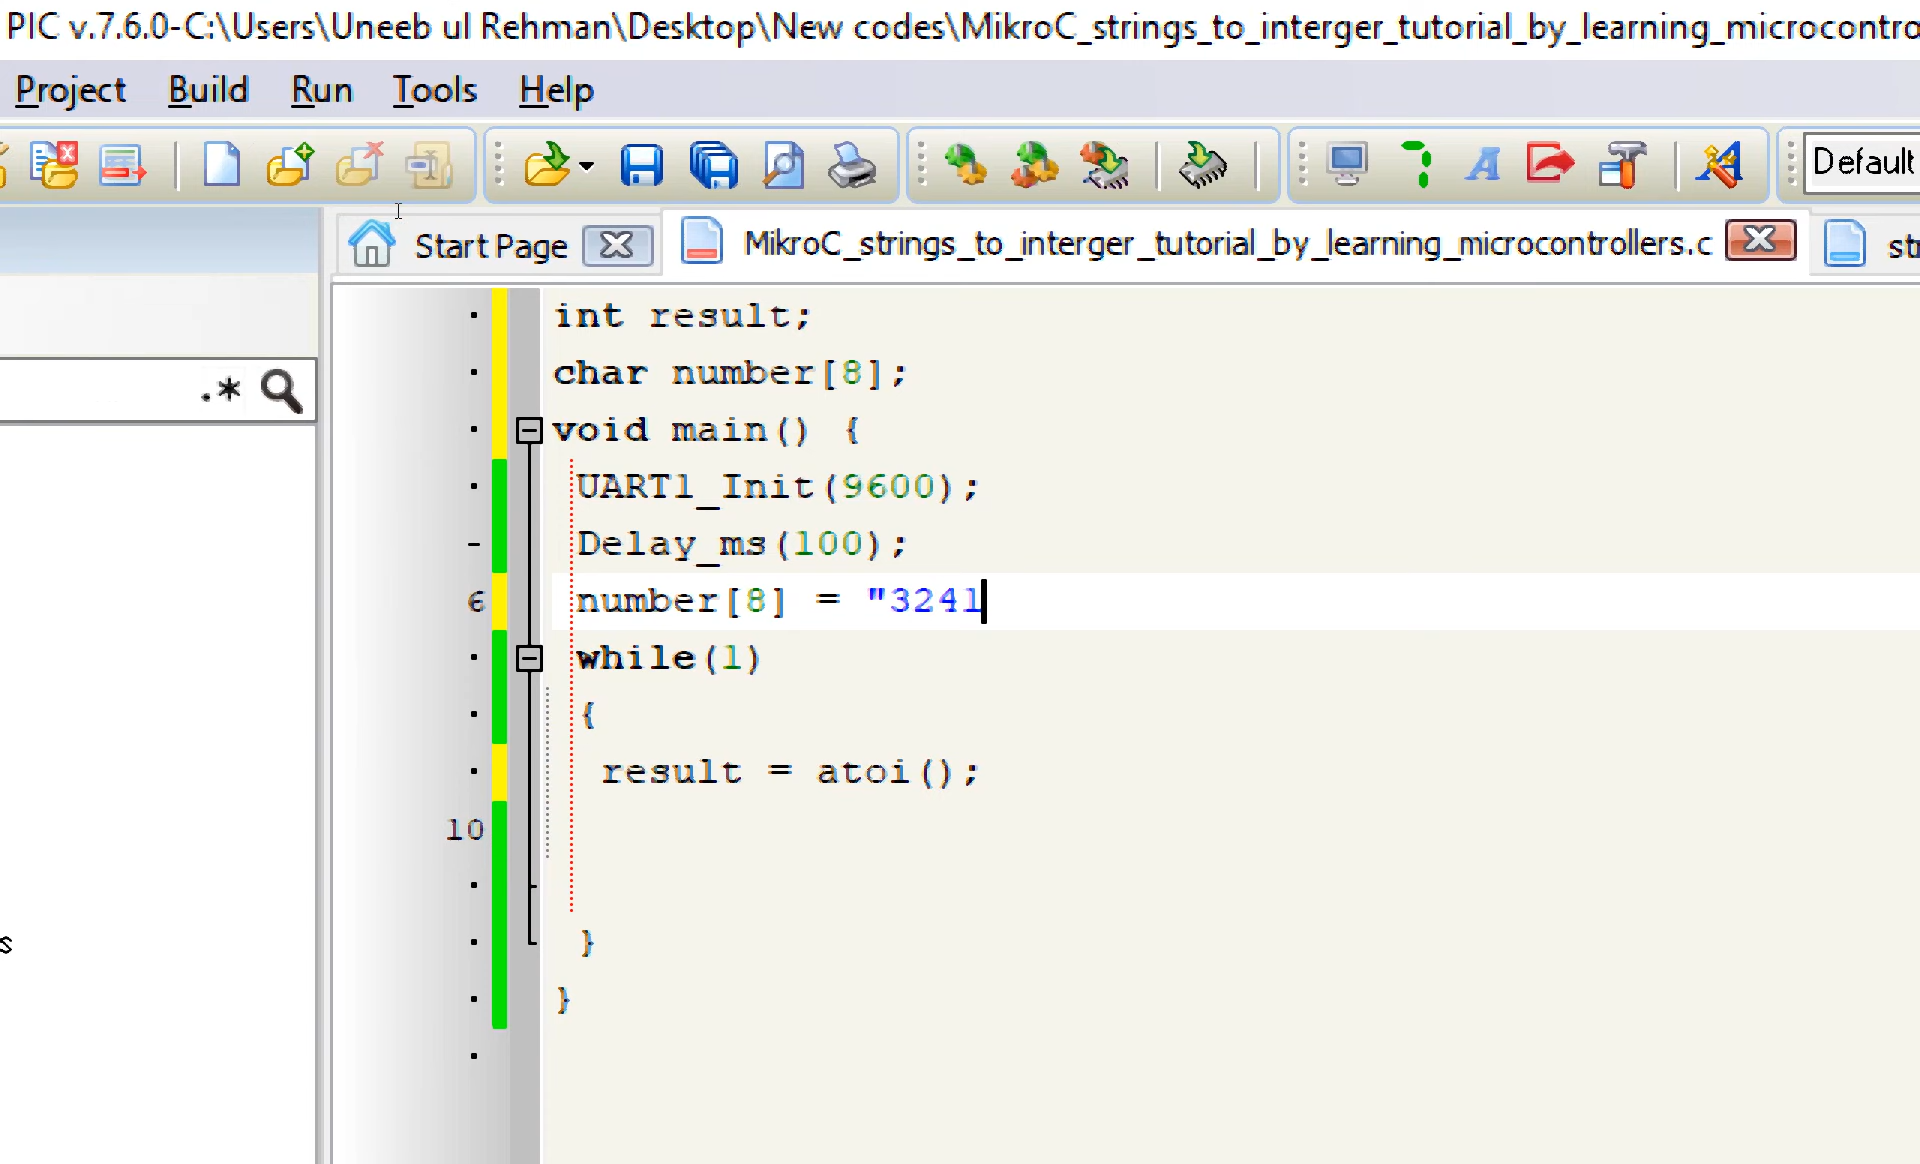 PIC v.7.6.0-C:\Users\Uneeb ul Rehman\Desktop\New codes\MikroC_strings_to_interger_tutorial_by_learning_microcontro
Project Build Run Tools Help
Default
Start Page MikroC_strings_to_interger_tutorial_by_learning_microcontrollers.c str
.*
int result;
char number[8];
void main() {
UART1_Init(9600);
Delay_ms(100);
6 number[8] = "3241
while(1)
{
result = atoi();
10
}
s
}